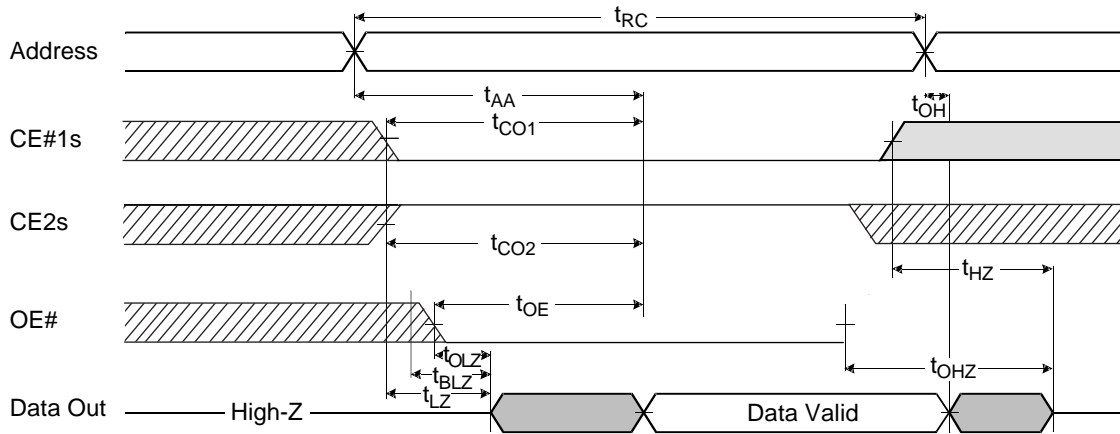 tRC
Address
tAA
tOH
tCO1
CE#1s
CE2s
tCO2
tHZ
tOE
OE#
tOLZ
tOHZ
tBLZ
tLZ
Data Out High-Z Data Valid